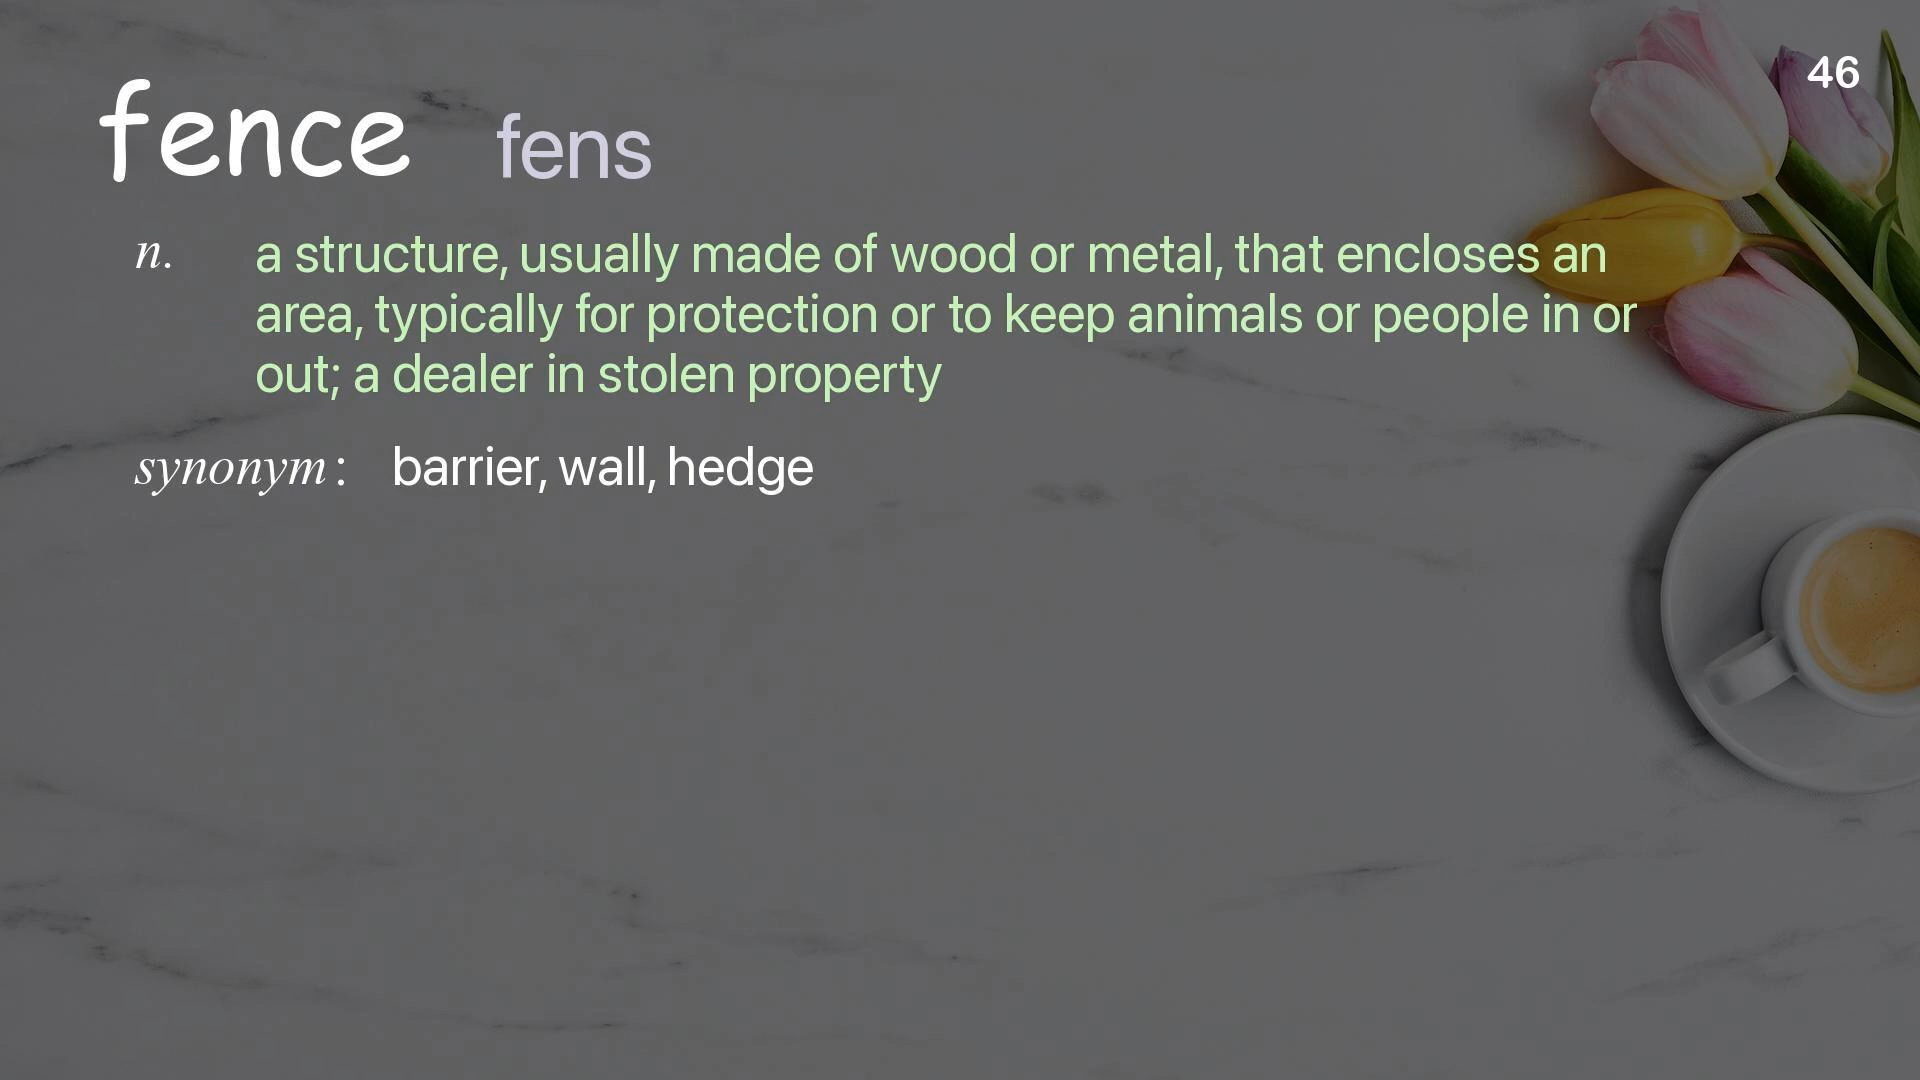 46
fence fens
n. a structure, usually made of wood or metal, that encloses an
area, typically for protection or to keep animals or people in or
out; a dealer in stolen property
synonym: barrier, wall, hedge